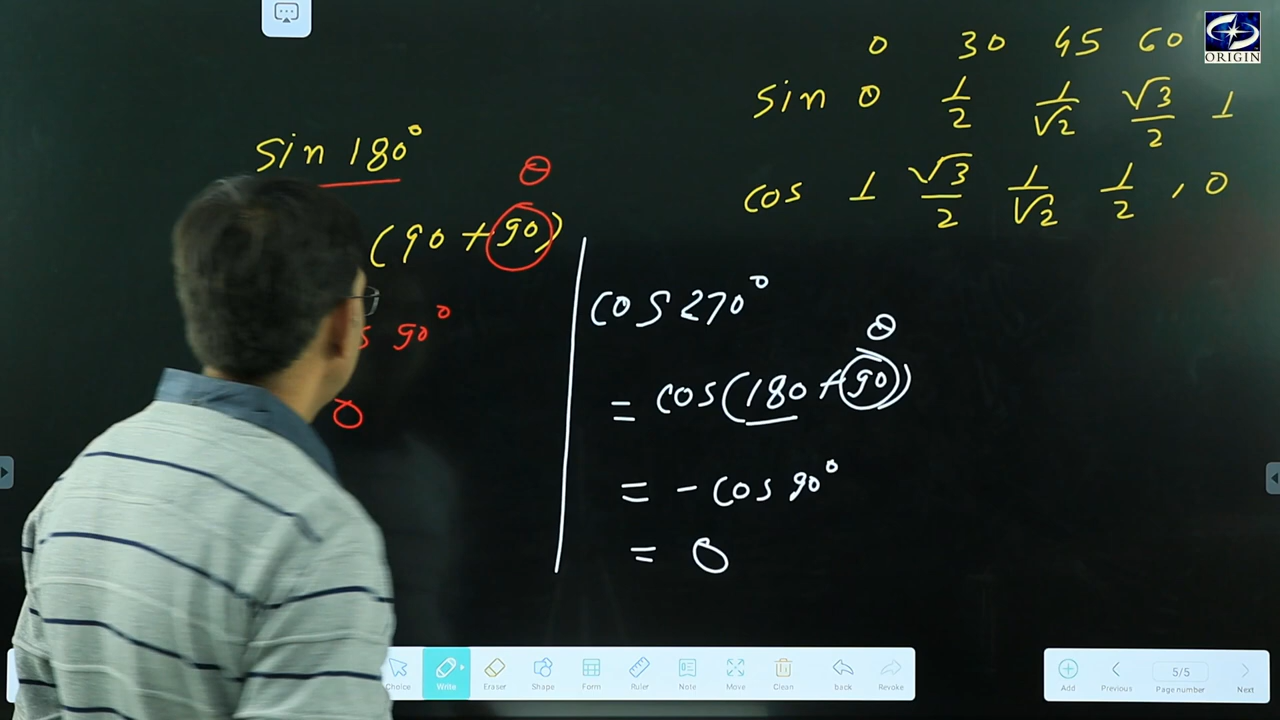 0 30 45 60
sin 0 1/2 1/√2 √3/2 1
cos 1 √3/2 1/√2 1/2 , 0
ORIGIN
sin 180°
θ
(90 + 90)
s 90°
0
cos 270°
θ
= cos(180 + 90)
= - cos 90°
= 0
Choice Write Eraser Shape Form Ruler Note Move Clean back Revoke
Add Previous 5/5 Page number Next